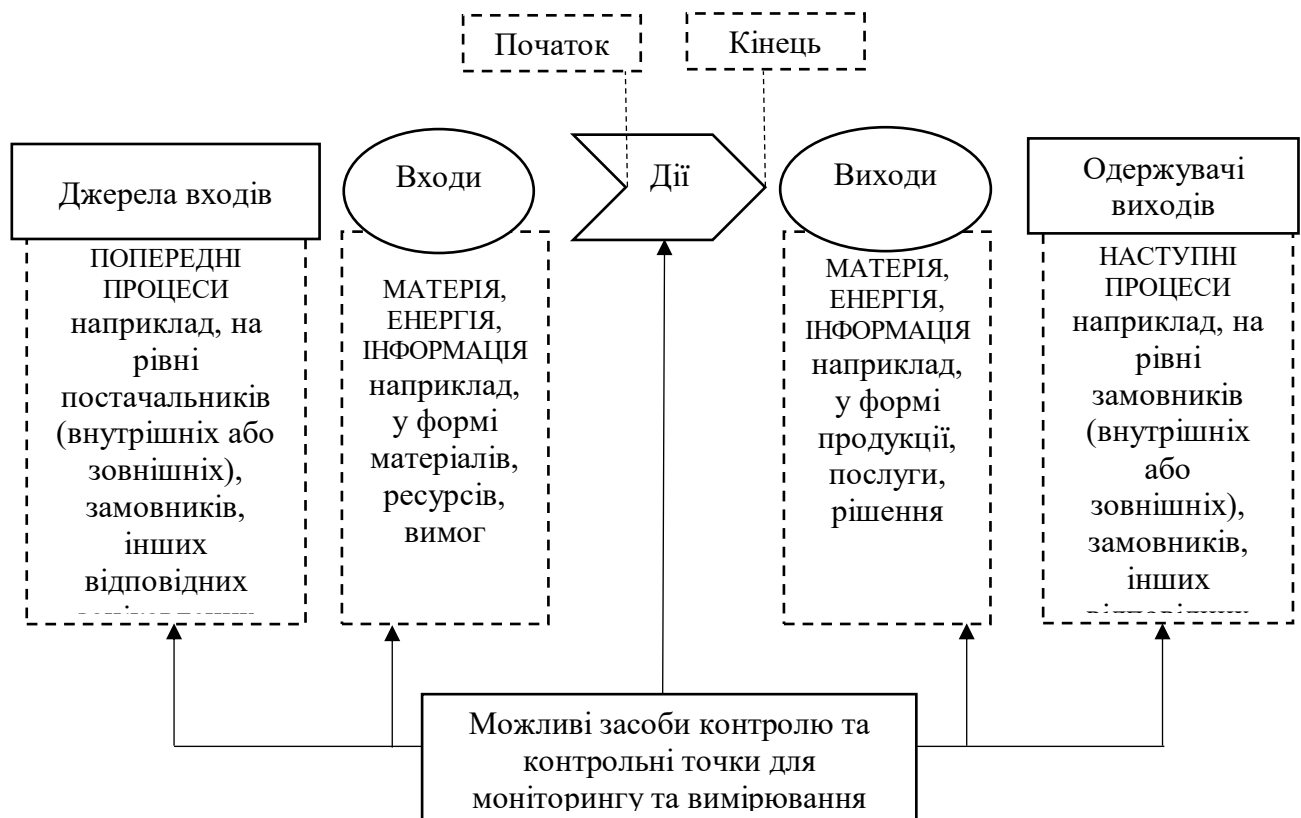 Початок
Кінець
Джерела входів
Входи
Дії
Виходи
Одержувачі
виходів
ПОПЕРЕДНІ
ПРОЦЕСИ
наприклад, на
рівні
постачальників
(внутрішніх або
зовнішніх),
замовників,
інших
відповідних
МАТЕРІЯ,
ЕНЕРГІЯ,
ІНФОРМАЦІЯ
наприклад,
у формі
матеріалів,
ресурсів,
вимог
МАТЕРІЯ,
ЕНЕРГІЯ,
ІНФОРМАЦІЯ
наприклад,
у формі
продукції,
послуги,
рішення
НАСТУПНІ
ПРОЦЕСИ
наприклад, на
рівні
замовників
(внутрішніх
або
зовнішніх),
замовників,
інших
Можливі засоби контролю та
контрольні точки для
моніторингу та вимірювання